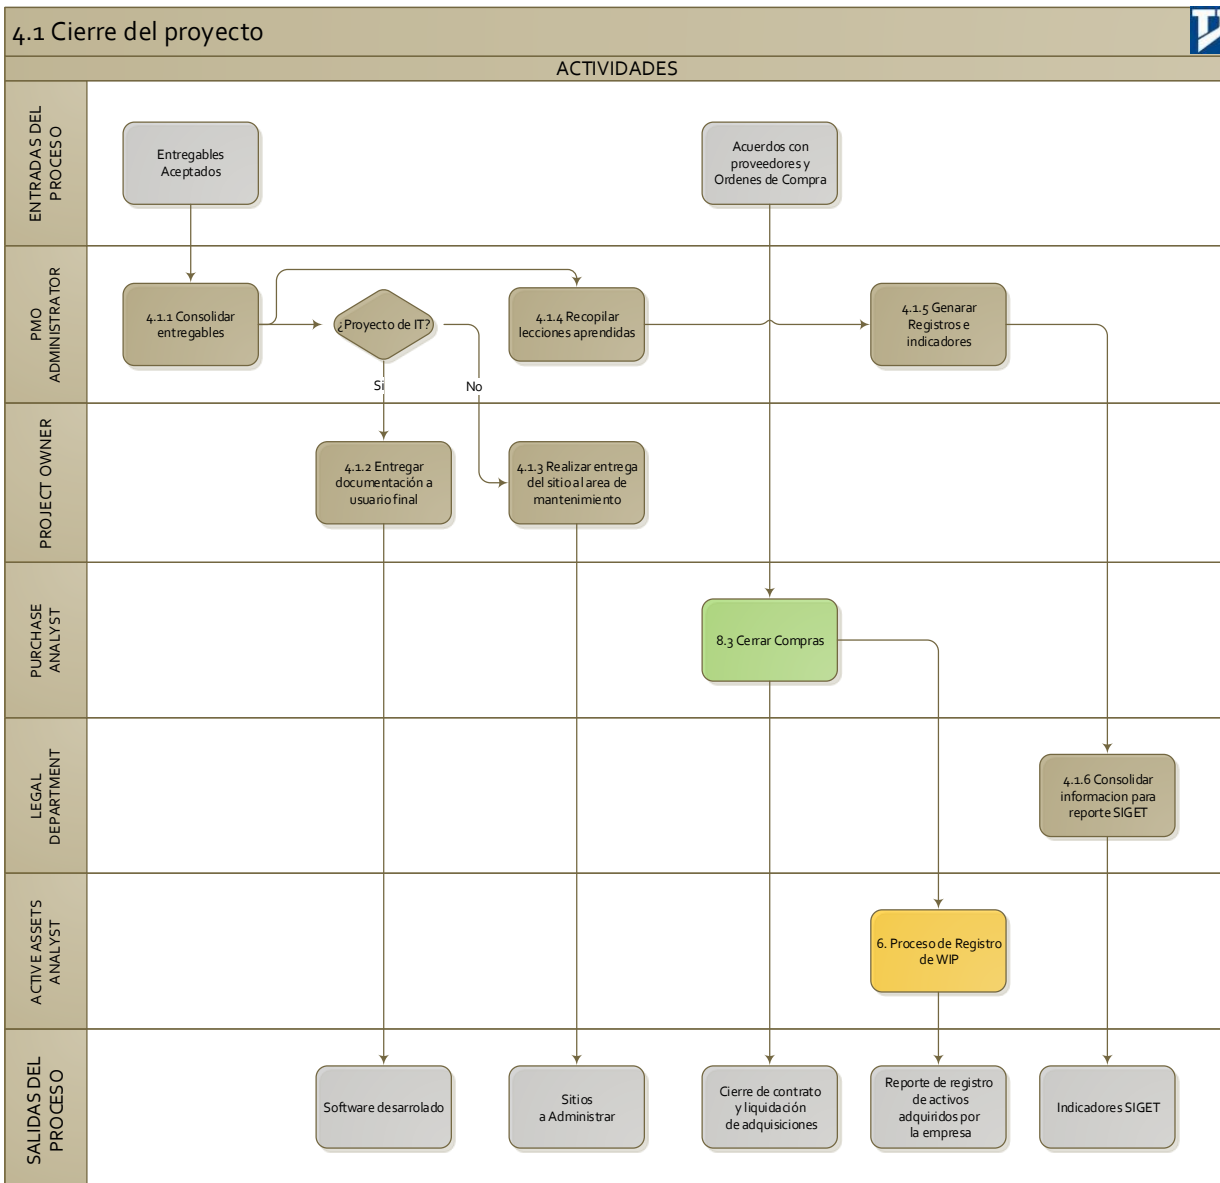 4.1 Cierre del proyecto
ACTIVIDADES
ENTRADAS DEL
PROCESO
Entregables
Aceptados
Acuerdos con
proveedores y
Ordenes de Compra
PMO
ADMINISTRATOR
4.1.1 Consolidar
entregables
¿Proyecto de IT?
Si
No
4.1.4 Recopilar
lecciones aprendidas
4.1.5 Genarar
Registros e
indicadores
PROJECT OWNER
4.1.2 Entregar
documentación a
usuario final
4.1.3 Realizar entrega
del sitio al area de
mantenimiento
PURCHASE
ANALYST
8.3 Cerrar Compras
LEGAL
DEPARTMENT
4.1.6 Consolidar
informacion para
reporte SIGET
ACTIVE ASSETS
ANALYST
6. Proceso de Registro
de WIP
SALIDAS DEL
PROCESO
Software desarrolado
Sitios
a Administrar
Cierre de contrato
y liquidación
de adquisiciones
Reporte de registro
de activos
adquiridos por
la empresa
Indicadores SIGET